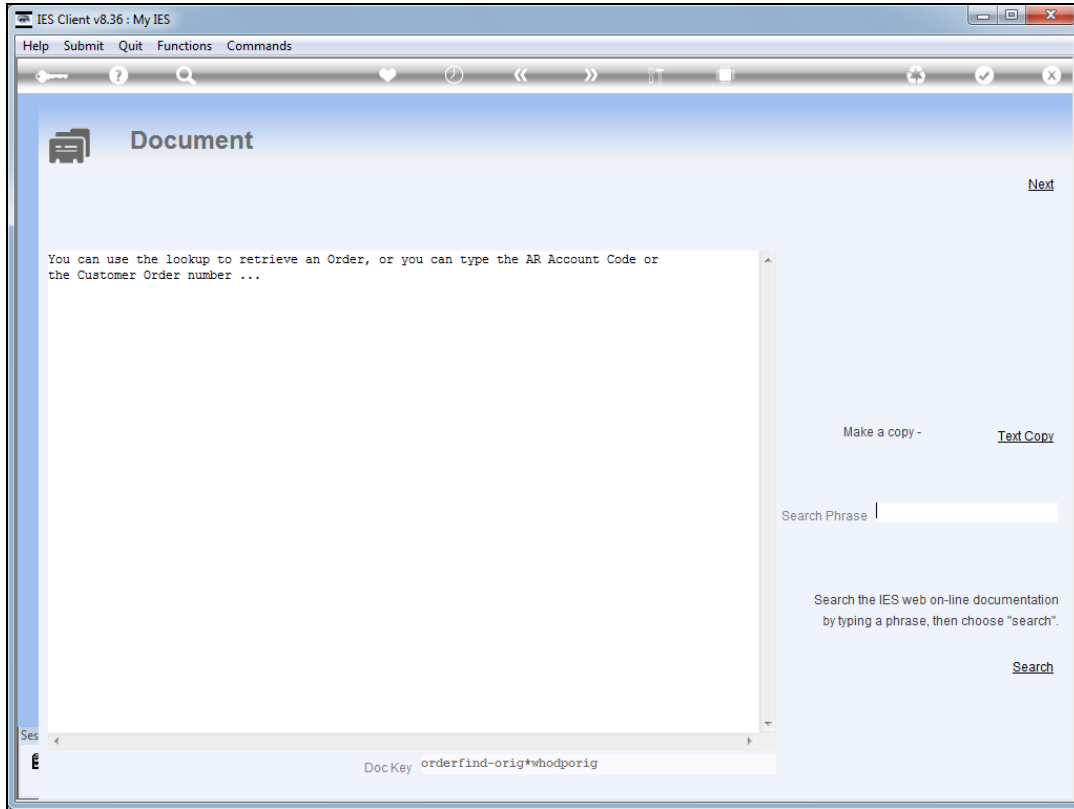 IES Client v8.36 : My IES
Help Submit Quit Functions Commands
Document
Next
You can use the lookup to retrieve an Order, or you can type the AR Account Code or
the Customer Order number ...
Make a copy -
Text Copy
Search Phrase
Search the IES web on-line documentation
by typing a phrase, then choose "search".
Search
Ses
Doc Key orderfind-orig*whodporig